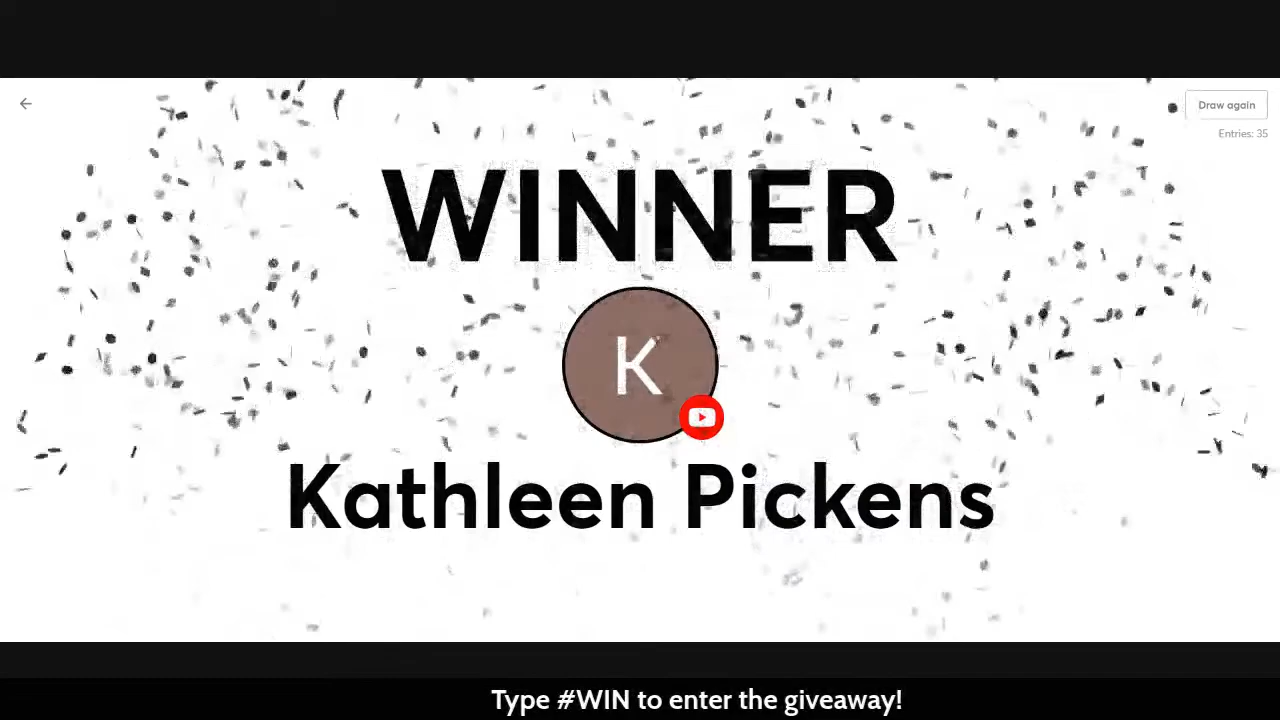 Draw again
Entries: 35
WINNER
K
Kathleen Pickens
Type #WIN to enter the giveaway!